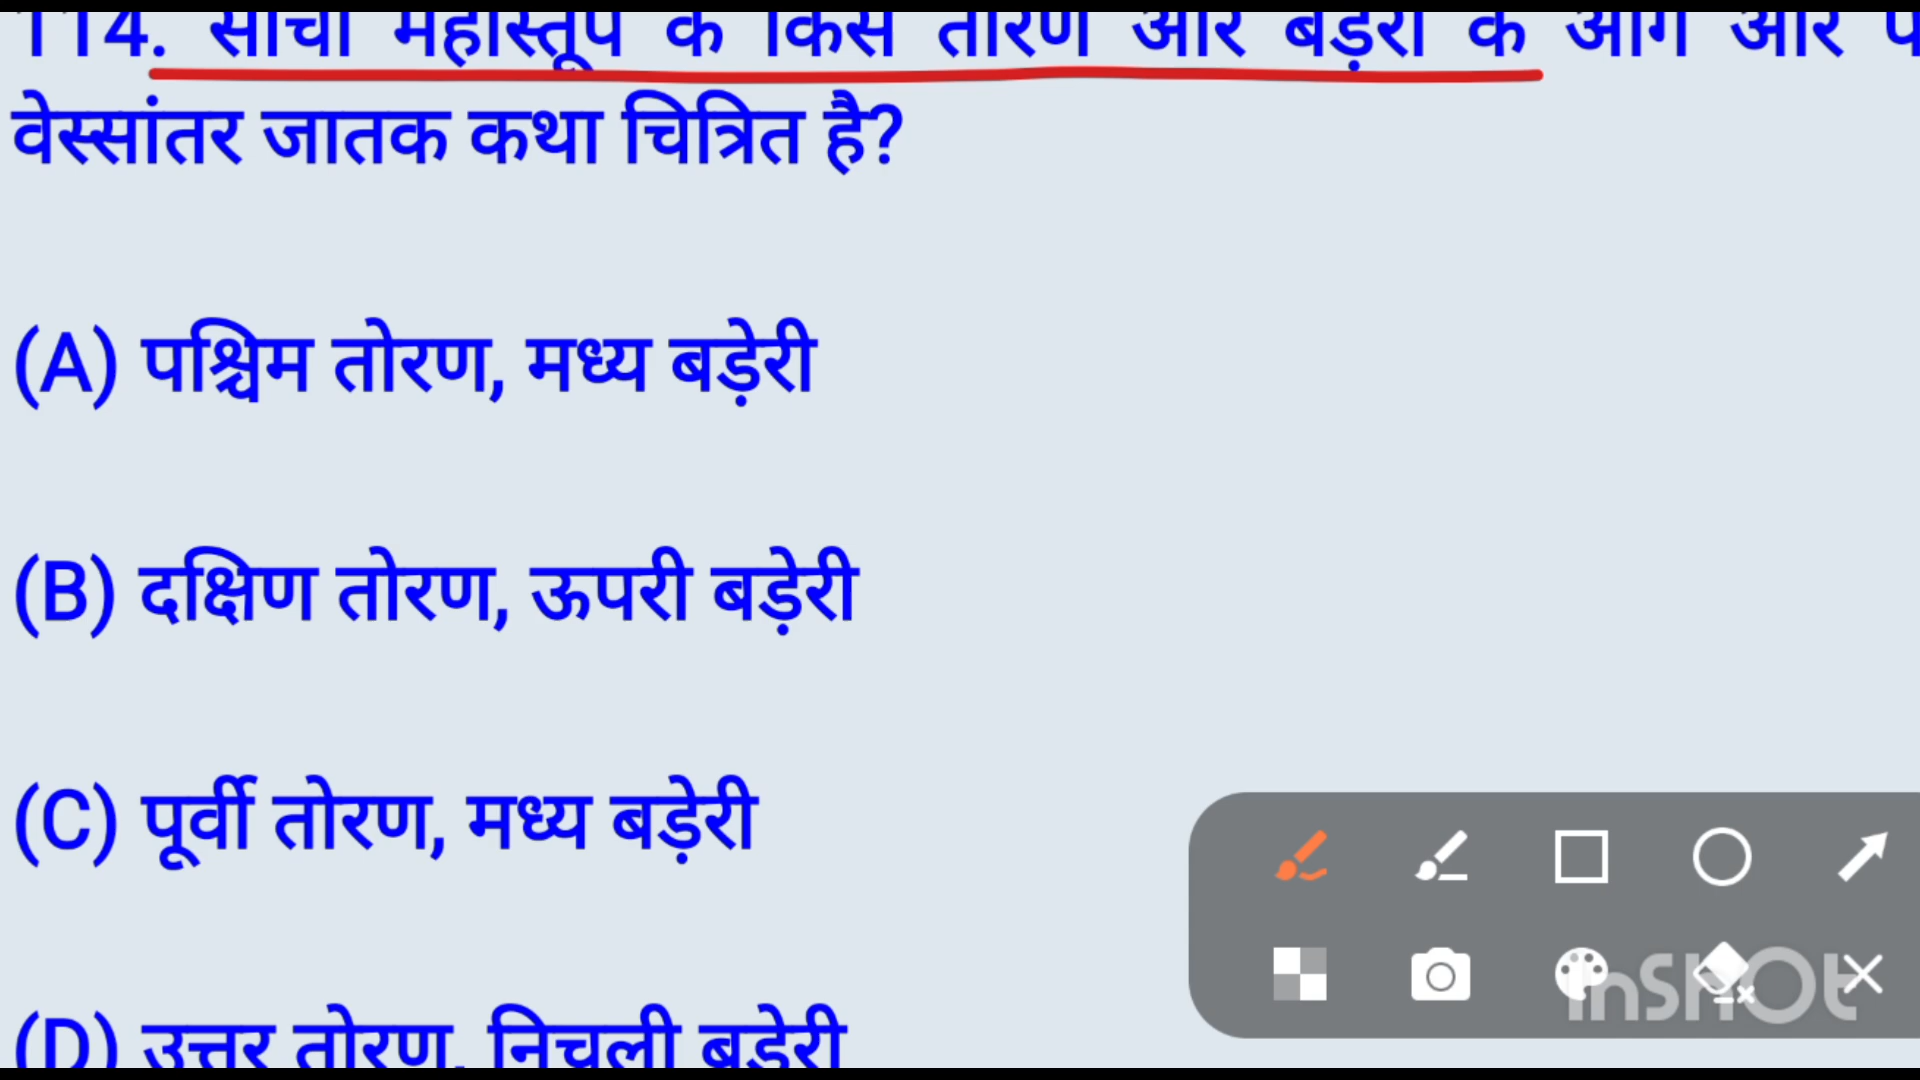 114. सांची महास्तूप के किस तोरण और बड़ेरी के आगे और
वेस्सांतर जातक कथा चित्रित है?
(A) पश्चिम तोरण, मध्य बड़ेरी
(B) दक्षिण तोरण, ऊपरी बड़ेरी
(C) पूर्वी तोरण, मध्य बड़ेरी
(D) उत्तर तोरण, निचली बड़ेरी
InShOt